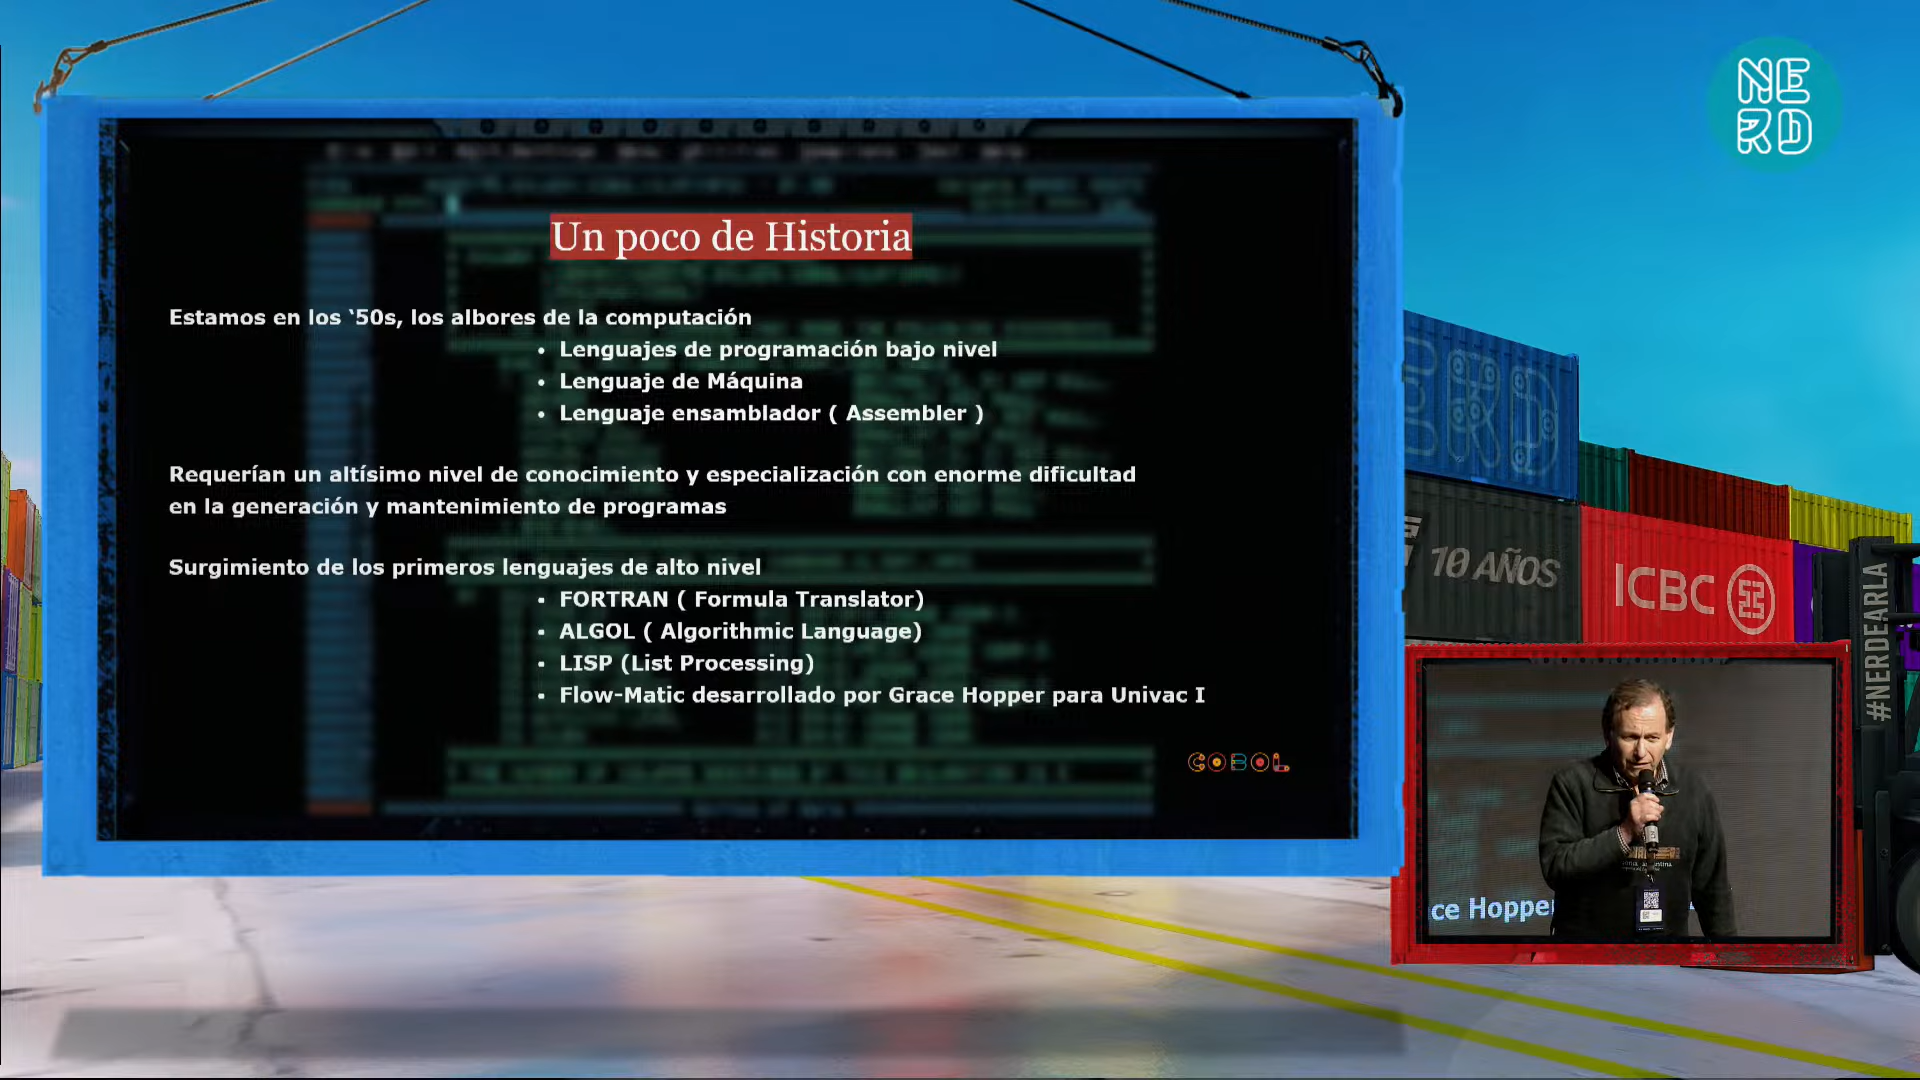 NE
RD
Un poco de Historia
Estamos en los ‘50s, los albores de la computación
• Lenguajes de programación bajo nivel
• Lenguaje de Máquina
• Lenguaje ensamblador ( Assembler )
Requerían un altísimo nivel de conocimiento y especialización con enorme dificultad
en la generación y mantenimiento de programas
Surgimiento de los primeros lenguajes de alto nivel
• FORTRAN ( Formula Translator)
• ALGOL ( Algorithmic Language)
• LISP (List Processing)
• Flow-Matic desarrollado por Grace Hopper para Univac I
COBOL
ERD
10 AÑOS
ICBC
#NERDEARLA
ce Hopper